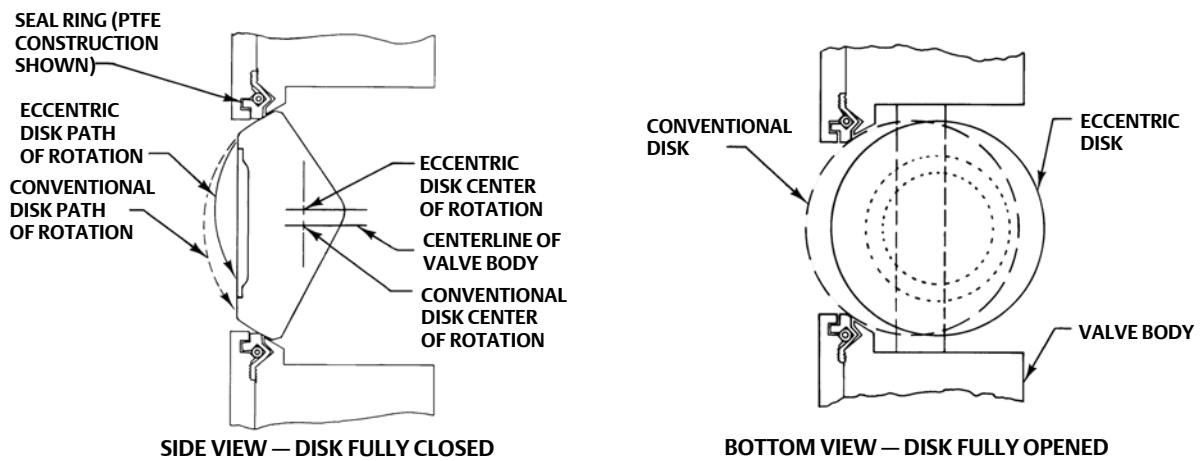 SEAL RING (PTFE
CONSTRUCTION
SHOWN)
ECCENTRIC
DISK PATH
OF ROTATION
CONVENTIONAL
DISK PATH
OF ROTATION
ECCENTRIC
DISK CENTER
OF ROTATION
CENTERLINE OF
VALVE BODY
CONVENTIONAL
DISK CENTER
OF ROTATION
SIDE VIEW — DISK FULLY CLOSED
CONVENTIONAL
DISK
ECCENTRIC
DISK
VALVE BODY
BOTTOM VIEW — DISK FULLY OPENED